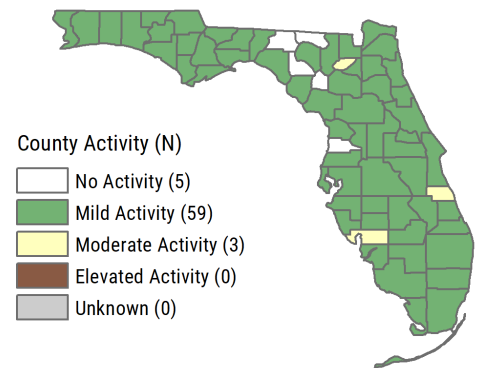 County Activity (N)
No Activity (5)
Mild Activity (59)
Moderate Activity (3)
Elevated Activity (0)
Unknown (0)